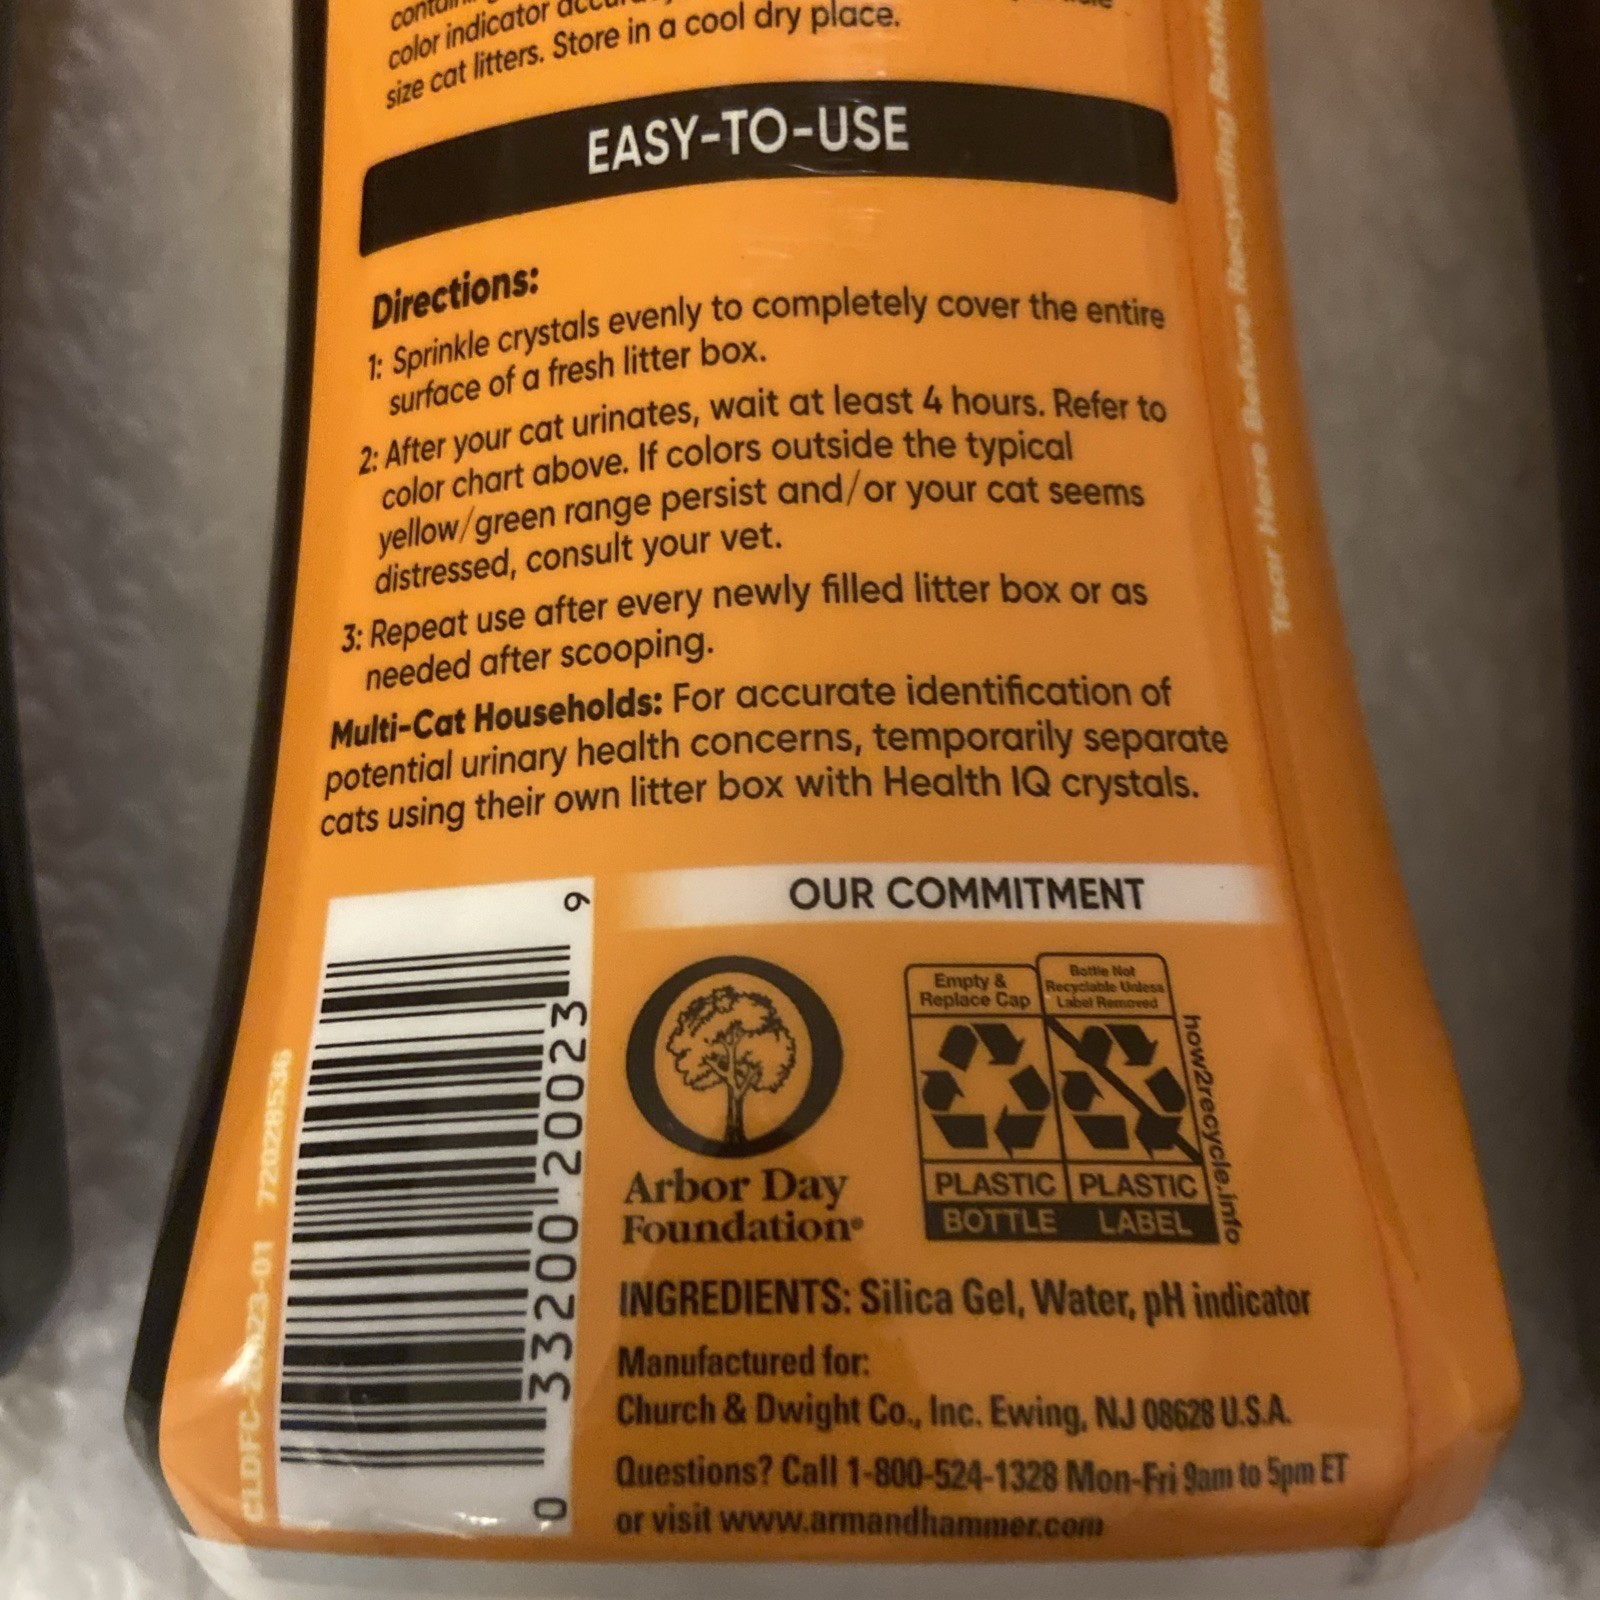 color indicator
size cat litters. Store in a cool dry place.
EASY-TO-USE
Directions:
1: Sprinkle crystals evenly to completely cover the entire
surface of a fresh litter box.
2: After your cat urinates, wait at least 4 hours. Refer to
color chart above. If colors outside the typical
yellow/green range persist and/or your cat seems
distressed, consult your vet.
3: Repeat use after every newly filled litter box or as
needed after scooping.
Multi-Cat Households: For accurate identification of
potential urinary health concerns, temporarily separate
cats using their own litter box with Health IQ crystals.
Tear Here Before Recycling Bottle
OUR COMMITMENT
0 33200 20023 9
72028536
Arbor Day
Foundation®
Empty &
Replace Cap
PLASTIC
BOTTLE
Bottle Not
Recyclable Unless
Label Removed
PLASTIC
LABEL
how2recycle.info
INGREDIENTS: Silica Gel, Water, pH indicator
Manufactured for:
Church & Dwight Co., Inc. Ewing, NJ 08628 U.S.A.
Questions? Call 1-800-524-1328 Mon-Fri 9am to 5pm ET
or visit www.armandhammer.com